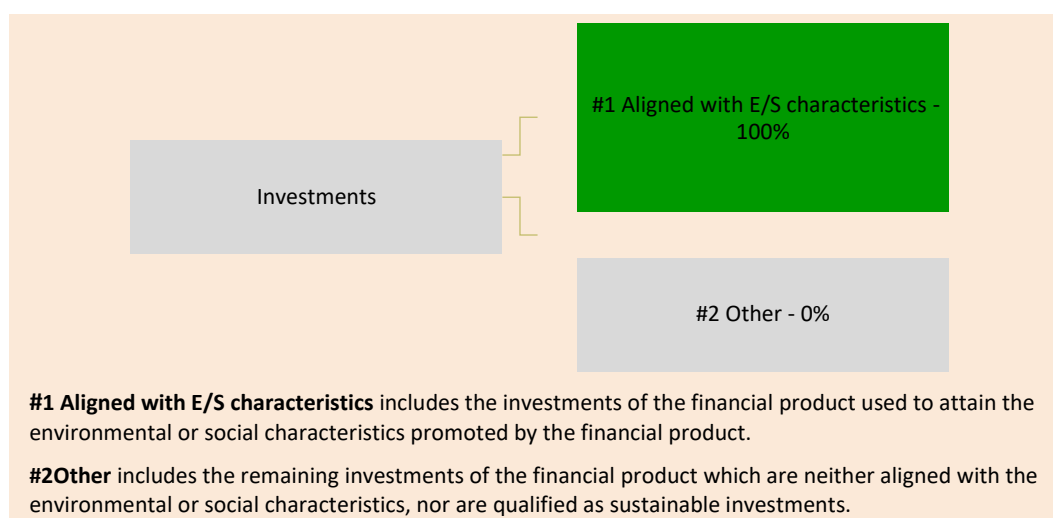 #1 Aligned with E/S characteristics -
100%
Investments
#2 Other - 0%
#1 Aligned with E/S characteristics includes the investments of the financial product used to attain the
environmental or social characteristics promoted by the financial product.
#2Other includes the remaining investments of the financial product which are neither aligned with the
environmental or social characteristics, nor are qualified as sustainable investments.